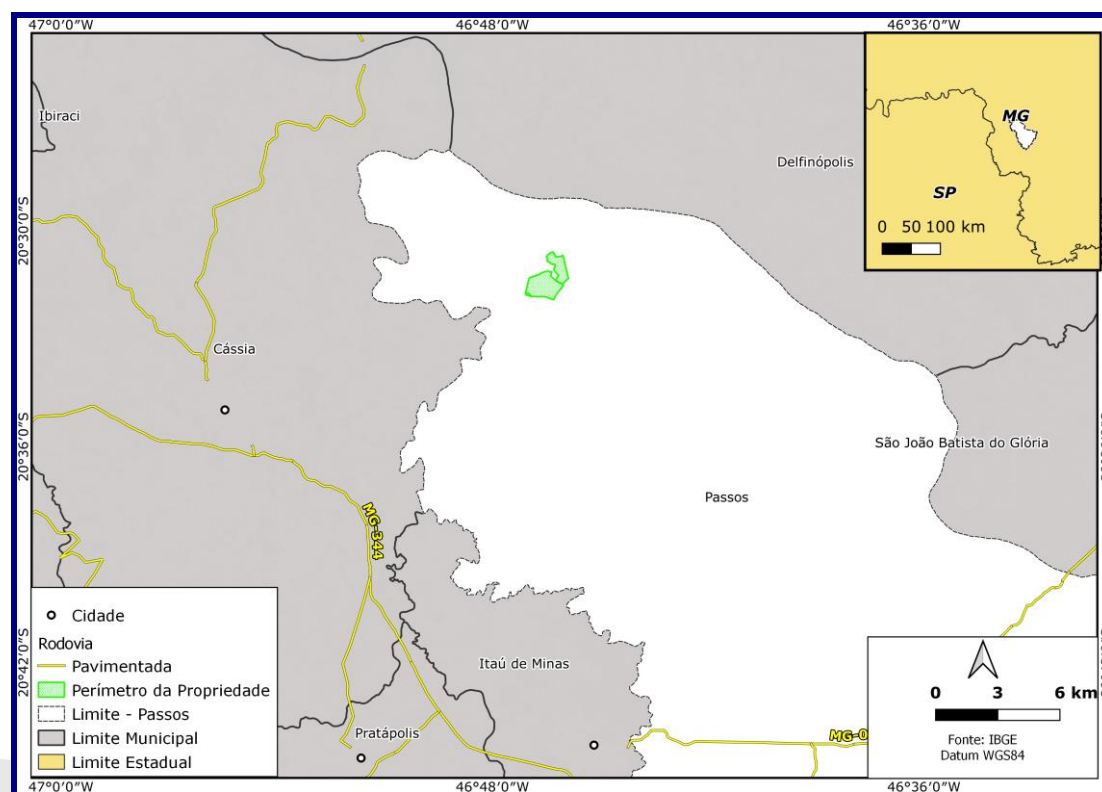 47°0'0"W 46°48'0"W 46°36'0"W
Ibiraci
MG
Delfinópolis
SP
20°30'0"S
0 50 100 km
Cássia
20°36'0"S
São João Batista do Glória
Passos
MG-344
Cidade
Rodovia
Pavimentada
Perímetro da Propriedade
Limite - Passos
Limite Municipal
Limite Estadual
20°42'0"S
Itaú de Minas
Pratápolis
0 3 6 km
Fonte: IBGE
Datum WGS84
MG-0
47°0'0"W 46°48'0"W 46°36'0"W